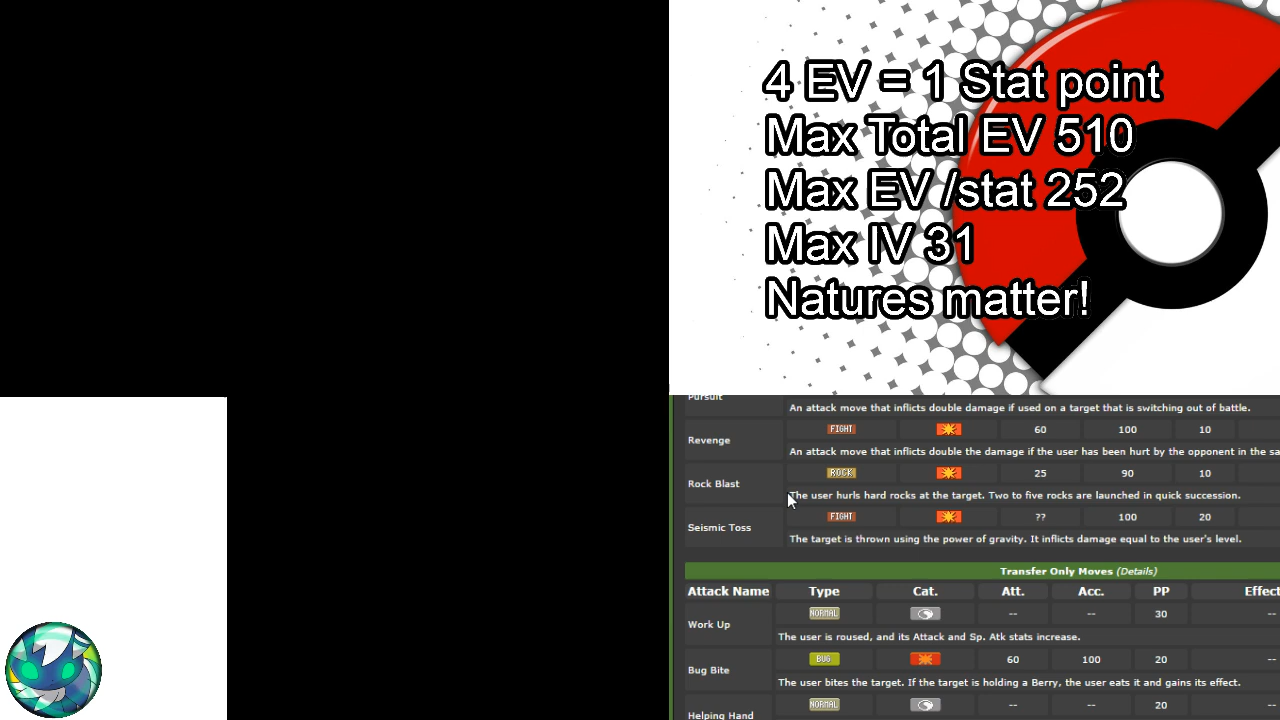 4 EV = 1 Stat point
Max Total EV 510
Max EV /stat 252
Max IV 31
Natures matter!
Pursuit
An attack move that inflicts double damage if used on a target that is switching out of battle.
Revenge FIGHT 60 100 10
An attack move that inflicts double the damage if the user has been hurt by the opponent in the sa
Rock Blast ROCK 25 90 10
The user hurls hard rocks at the target. Two to five rocks are launched in quick succession.
Seismic Toss FIGHT ?? 100 20
The target is thrown using the power of gravity. It inflicts damage equal to the user's level.
Transfer Only Moves (Details)
Attack Name Type Cat. Att. Acc. PP Effect
Work Up NORMAL -- -- 30
The user is roused, and its Attack and Sp. Atk stats increase.
Bug Bite BUG 60 100 20 --
The user bites the target. If the target is holding a Berry, the user eats it and gains its effect.
Helping Hand NORMAL -- -- 20 --